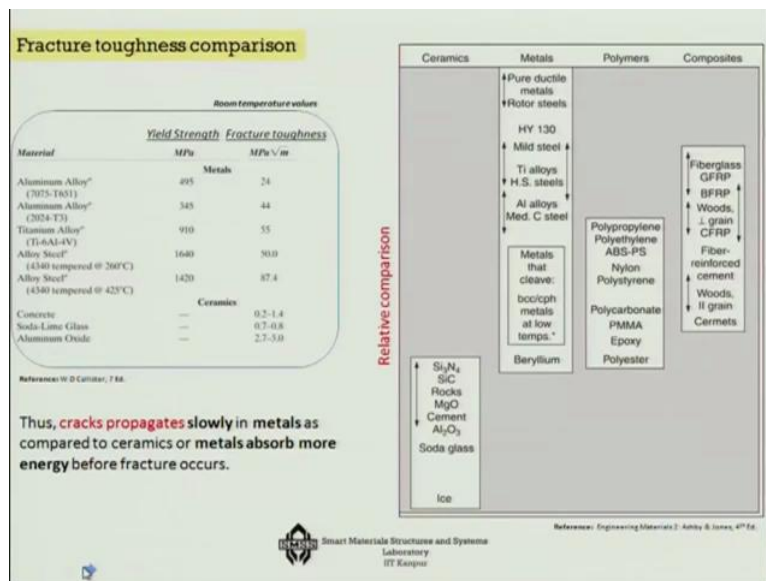 Fracture toughness comparison
Room temperature values
Yield Strength Fracture toughness
Material MPa MPa√m
Metals
Aluminum Alloy 495 24
(7075-T651)
Aluminum Alloy 345 44
(2024-T3)
Titanium Alloy 910 55
(Ti-6Al-4V)
Alloy Steel 1640 50.0
(4340 tempered @ 260°C)
Alloy Steel 1420 87.4
(4340 tempered @ 425°C)
Ceramics
Concrete — 0.2–1.4
Soda-Lime Glass — 0.7–0.8
Aluminum Oxide — 2.7–5.0
Reference: W D Callister, 7 Ed.
Thus, cracks propagates slowly in metals as
compared to ceramics or metals absorb more
energy before fracture occurs.
Relative comparison
Ceramics Metals Polymers Composites
Si₃N₄
SiC
Rocks
MgO
Cement
Al₂O₃
Soda glass
Ice
Pure ductile
metals
Rotor steels
HY 130
Mild steel
Ti alloys
H.S. steels
Al alloys
Med. C steel
Metals
that
cleave:
bcc/cph
metals
at low
temps.*
Beryllium
Polypropylene
Polyethylene
ABS-PS
Nylon
Polystyrene
Polycarbonate
PMMA
Epoxy
Polyester
Fiberglass
GFRP
BFRP
Woods,
⊥ grain
CFRP
Fiber-
reinforced
cement
Woods,
II grain
Cermets
Reference: Engineering Materials 2: Ashby & Jones, 4th Ed.
SMSS
Smart Materials Structures and Systems
Laboratory
IIT Kanpur